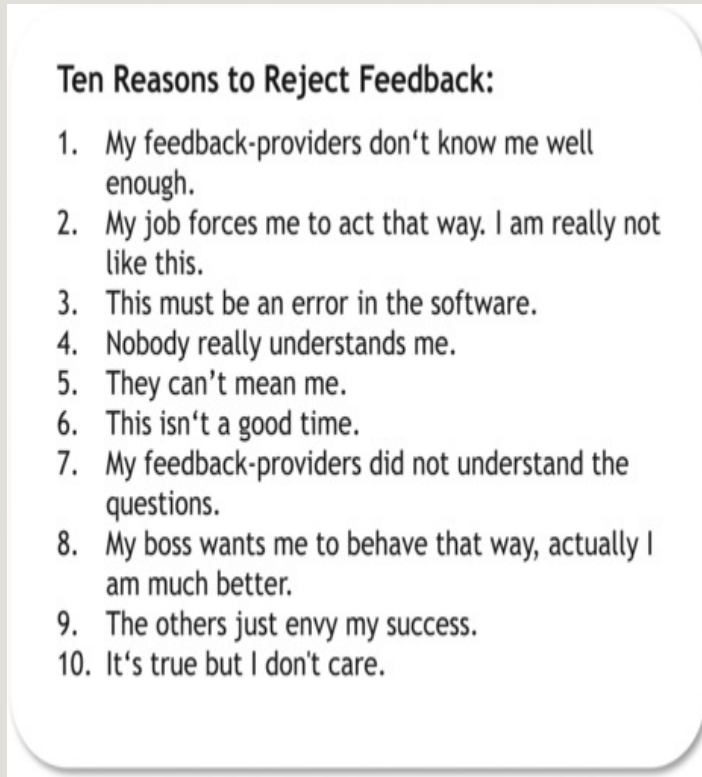 Ten Reasons to Reject Feedback:
1. My feedback-providers don‘t know me well
enough.
2. My job forces me to act that way. I am really not
like this.
3. This must be an error in the software.
4. Nobody really understands me.
5. They can’t mean me.
6. This isn‘t a good time.
7. My feedback-providers did not understand the
questions.
8. My boss wants me to behave that way, actually I
am much better.
9. The others just envy my success.
10. It‘s true but I don't care.